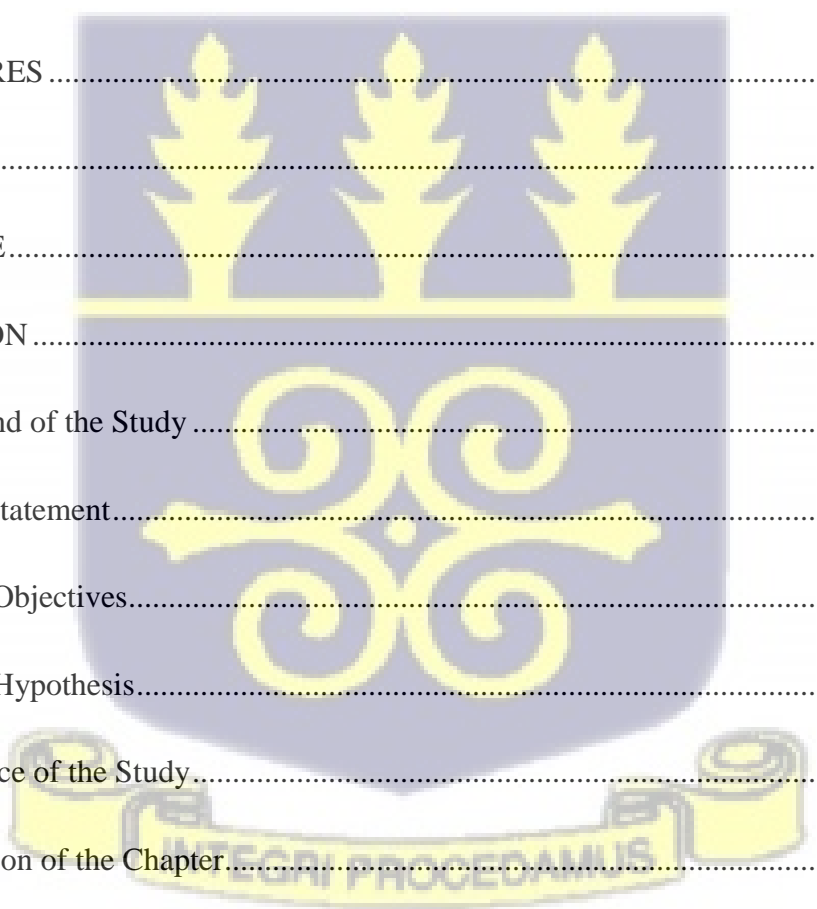 RES ..........................................................................................
................................................................................................
E..............................................................................................
ON ...........................................................................................
nd of the Study ........................................................................
tatement...................................................................................
Objectives.................................................................................
Hypothesis................................................................................
ce of the Study.........................................................................
on of the Chapter.....................................................................
INTEGRI PROCEDAMUS